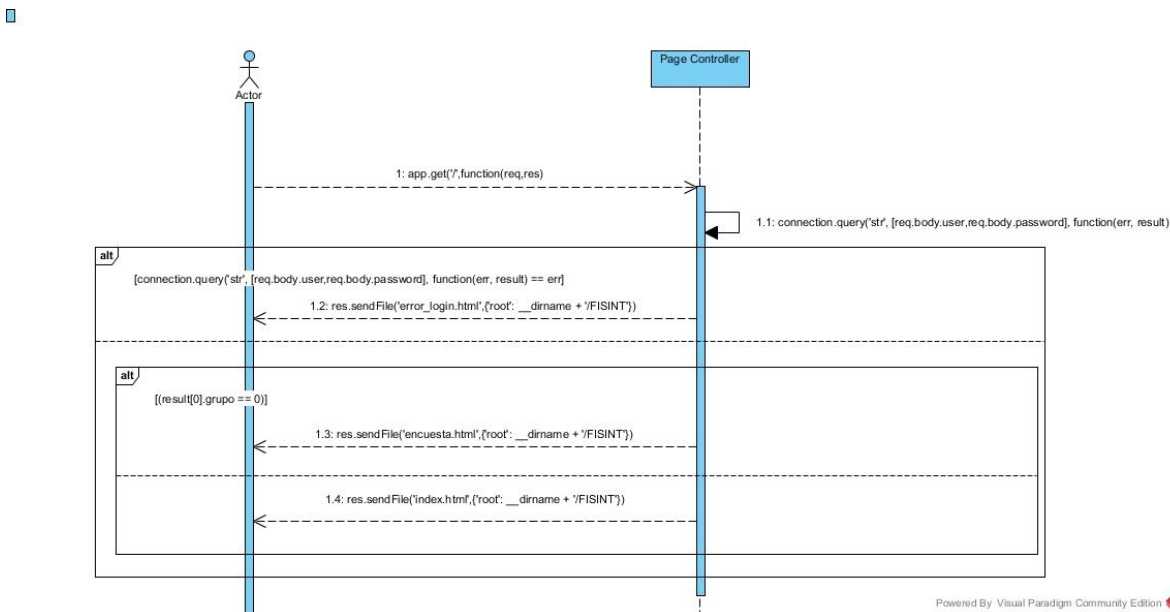 Page Controller
Actor
1: app.get('/',function(req,res)
1.1: connection.query('str', [req.body.user,req.body.password], function(err, result)
alt
[connection.query('str', [req.body.user,req.body.password], function(err, result) == err]
1.2: res.sendFile('error_login.html',{'root': __dirname + '/FISINT'})
alt
[(result[0].grupo == 0)]
1.3: res.sendFile('encuesta.html',{'root': __dirname + '/FISINT'})
1.4: res.sendFile('index.html',{'root': __dirname + '/FISINT'})
Powered By Visual Paradigm Community Edition